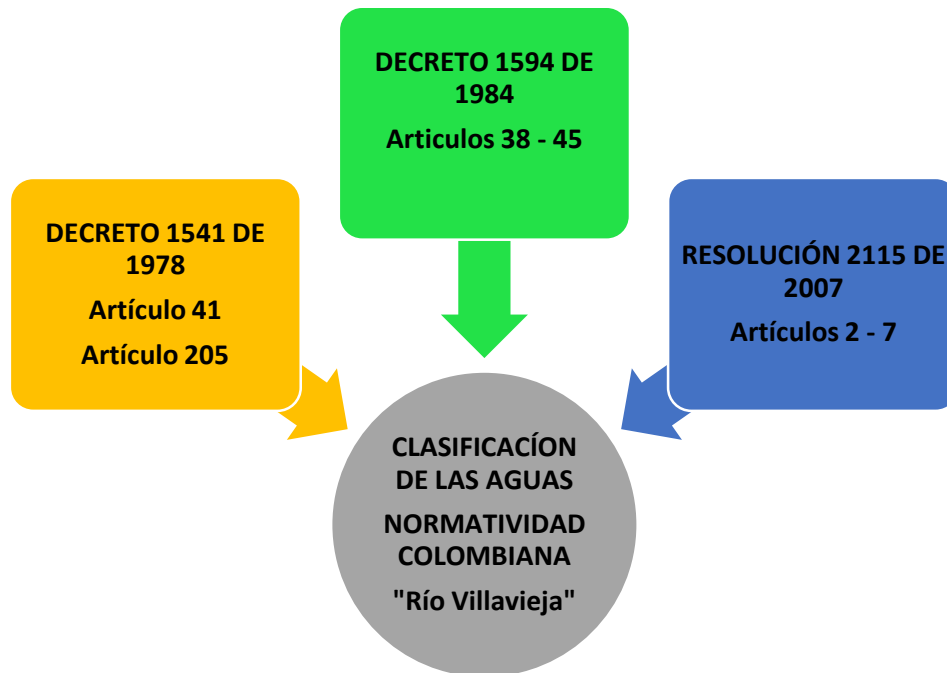 DECRETO 1594 DE
1984
Articulos 38 - 45
DECRETO 1541 DE
1978
Artículo 41
Artículo 205
RESOLUCIÓN 2115 DE
2007
Artículos 2 - 7
CLASIFICACÍON
DE LAS AGUAS
NORMATIVIDAD
COLOMBIANA
"Río Villavieja"